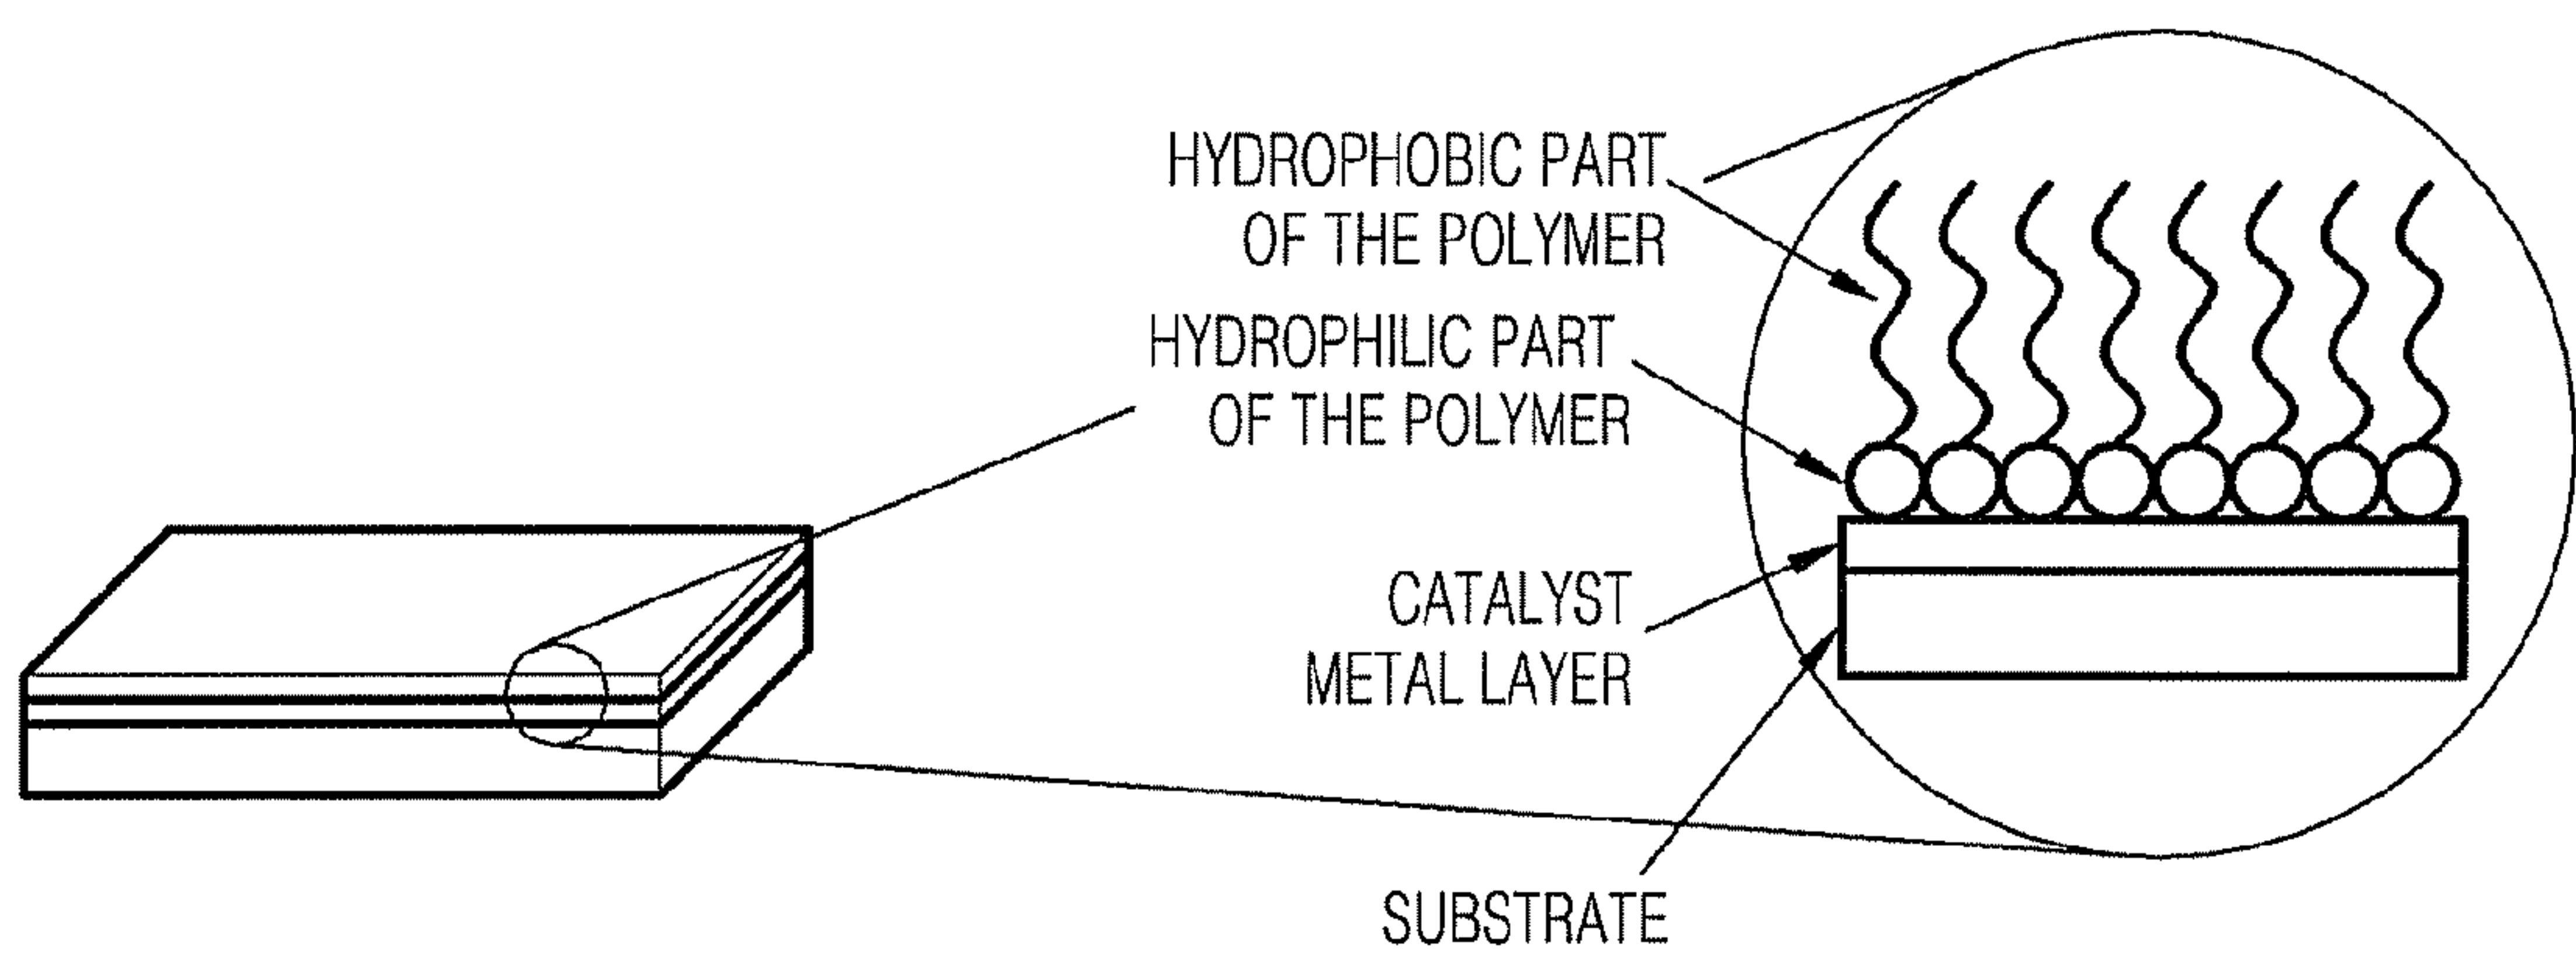 HYDROPHOBIC PART
OF THE POLYMER
HYDROPHILIC PART
OF THE POLYMER
CATALYST
METAL LAYER
SUBSTRATE